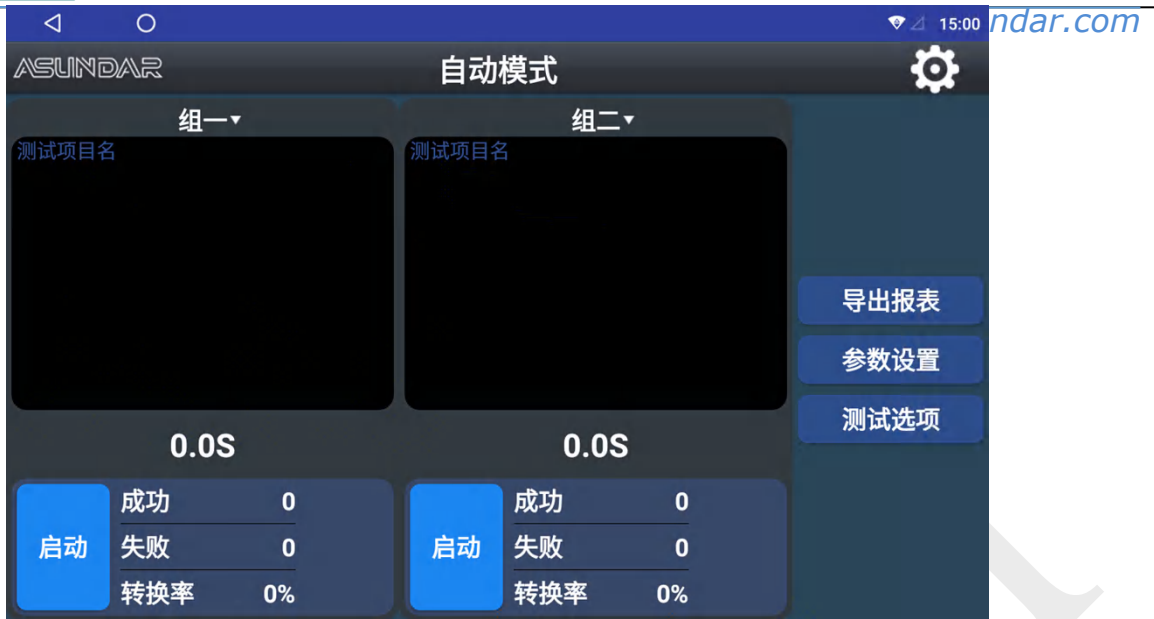 15:00
ndar.com
ASUNDAR
自动模式
组一
组二
测试项目名
测试项目名
导出报表
参数设置
测试选项
0.0S
0.0S
启动
成功 0
失败 0
转换率 0%
启动
成功 0
失败 0
转换率 0%